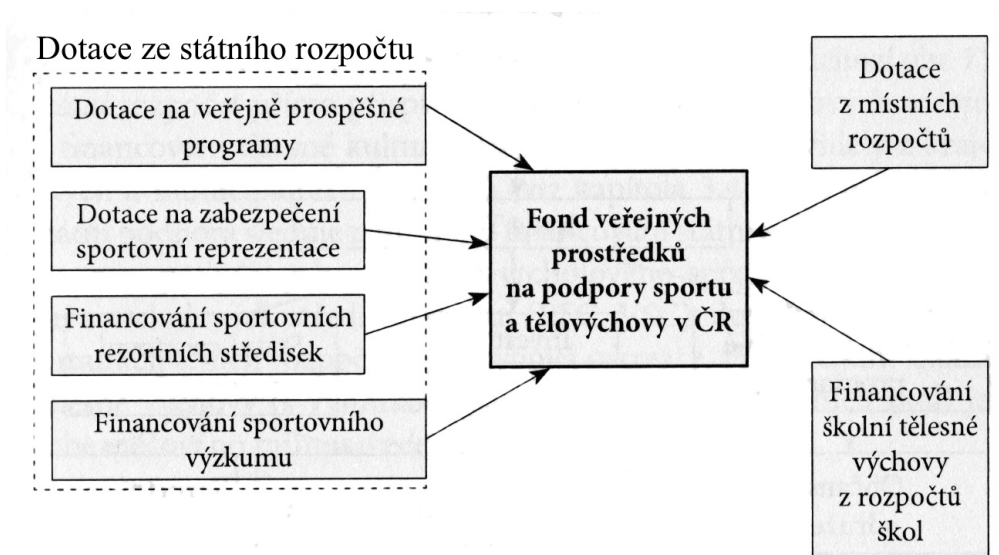 Dotace ze státního rozpočtu
Dotace na veřejně prospěšné
programy
Dotace na zabezpečení
sportovní reprezentace
Financování sportovních
rezortních středisek
Financování sportovního
výzkumu
Fond veřejných
prostředků
na podpory sportu
a tělovýchovy v ČR
Dotace
z místních
rozpočtů
Financování
školní tělesné
výchovy
z rozpočtů
škol